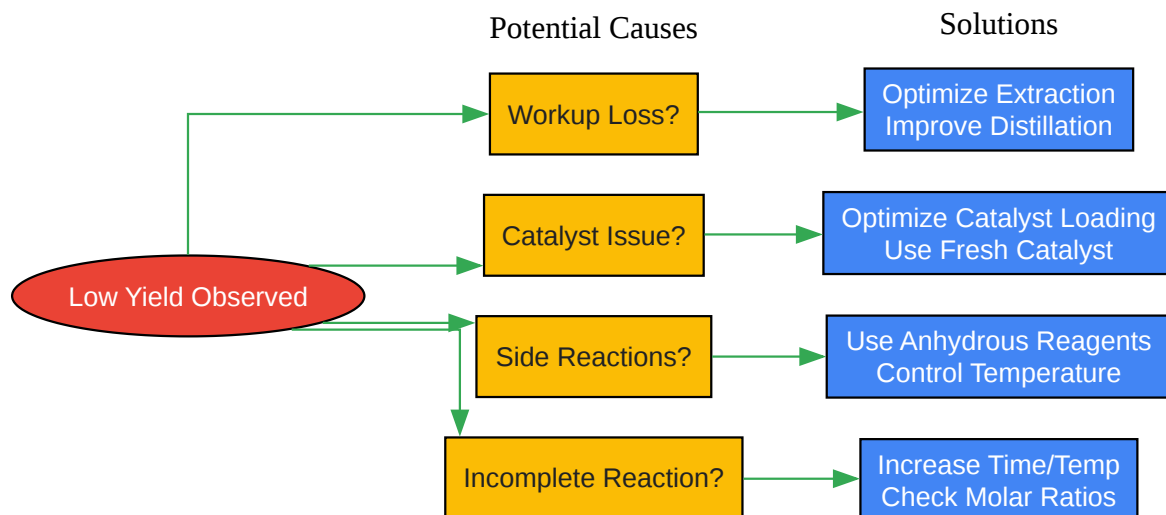 Potential Causes
Solutions
Workup Loss?
Optimize Extraction
Improve Distillation
Catalyst Issue?
Optimize Catalyst Loading
Use Fresh Catalyst
Low Yield Observed
Side Reactions?
Use Anhydrous Reagents
Control Temperature
Incomplete Reaction?
Increase Time/Temp
Check Molar Ratios